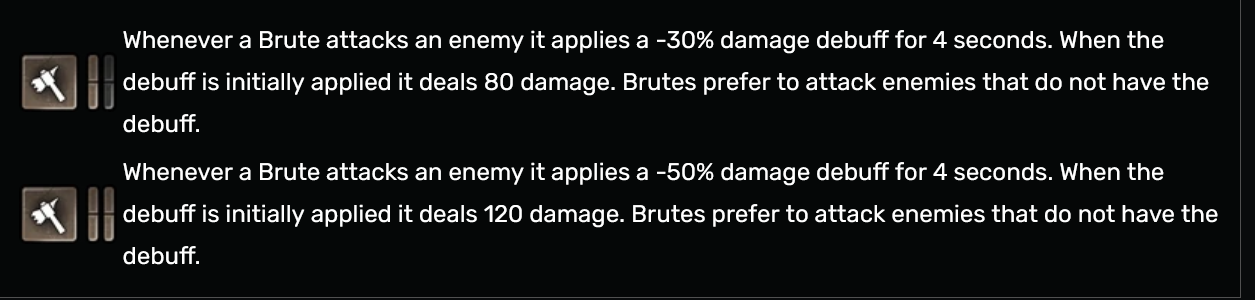 Whenever a Brute attacks an enemy it applies a -30% damage debuff for 4 seconds. When the
debuff is initially applied it deals 80 damage. Brutes prefer to attack enemies that do not have the
debuff.
Whenever a Brute attacks an enemy it applies a -50% damage debuff for 4 seconds. When the
debuff is initially applied it deals 120 damage. Brutes prefer to attack enemies that do not have the
debuff.